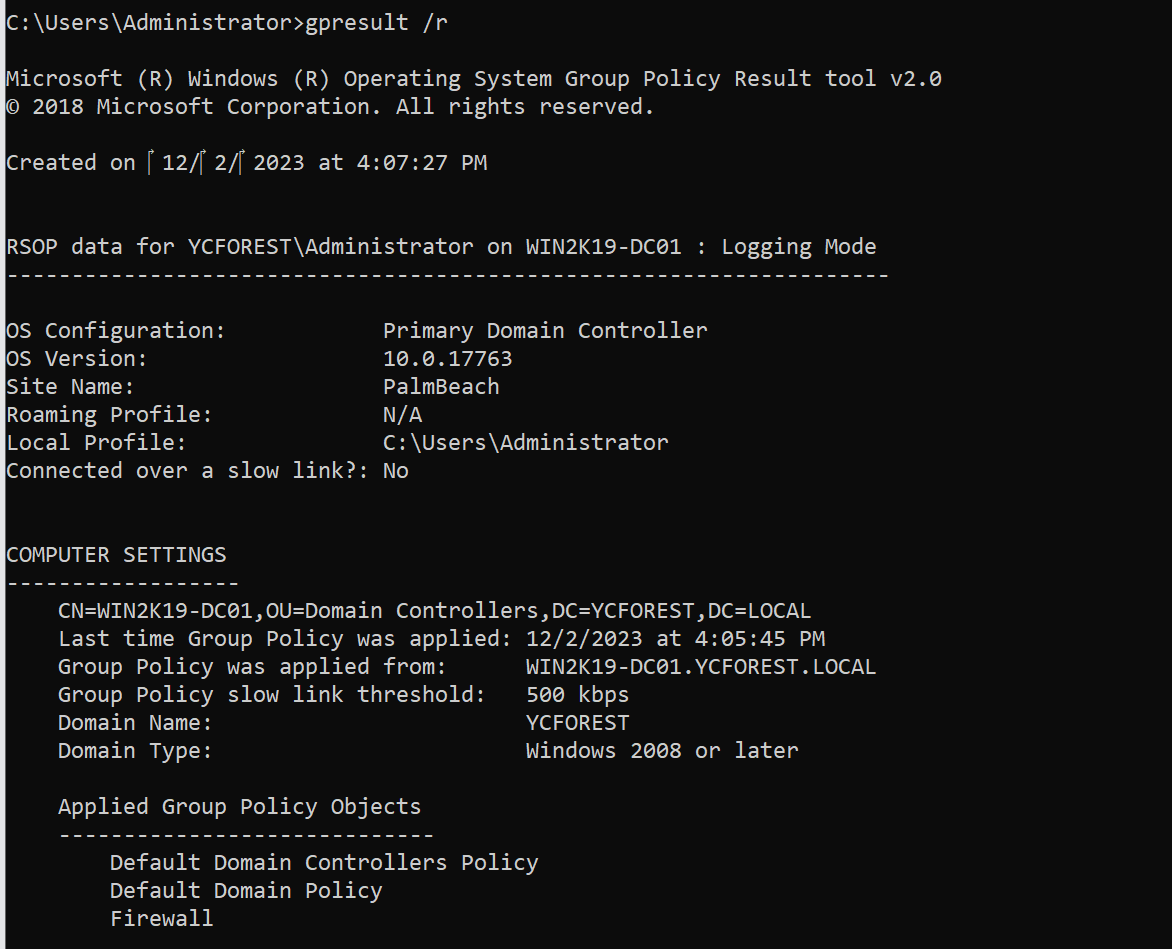 C:\Users\Administrator>gpresult /r
Microsoft (R) Windows (R) Operating System Group Policy Result tool v2.0
© 2018 Microsoft Corporation. All rights reserved.
Created on ‎12/‎2/‎2023 at 4:07:27 PM
RSOP data for YCFOREST\Administrator on WIN2K19-DC01 : Logging Mode
--------------------------------------------------------------------
OS Configuration:            Primary Domain Controller
OS Version:                  10.0.17763
Site Name:                   PalmBeach
Roaming Profile:             N/A
Local Profile:               C:\Users\Administrator
Connected over a slow link?: No
COMPUTER SETTINGS
------------------
    CN=WIN2K19-DC01,OU=Domain Controllers,DC=YCFOREST,DC=LOCAL
    Last time Group Policy was applied: 12/2/2023 at 4:05:45 PM
    Group Policy was applied from:      WIN2K19-DC01.YCFOREST.LOCAL
    Group Policy slow link threshold:   500 kbps
    Domain Name:                        YCFOREST
    Domain Type:                        Windows 2008 or later
    Applied Group Policy Objects
    -----------------------------
        Default Domain Controllers Policy
        Default Domain Policy
        Firewall